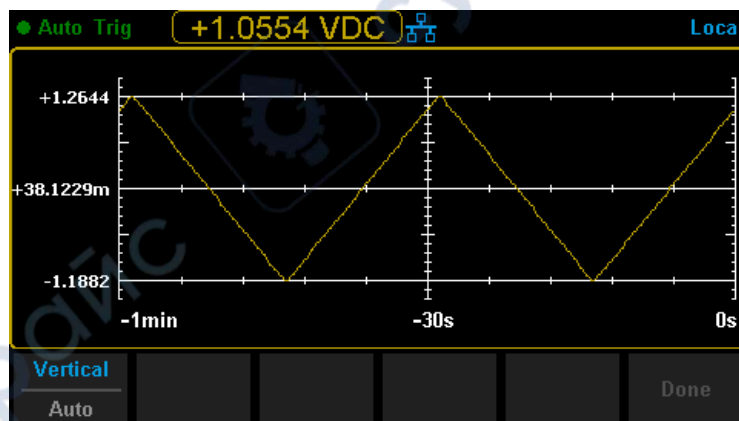 Auto Trig +1.0554 VDC Loca
+1.2644
+38.1229m
-1.1882
-1min -30s 0s
Vertical
Auto
Done